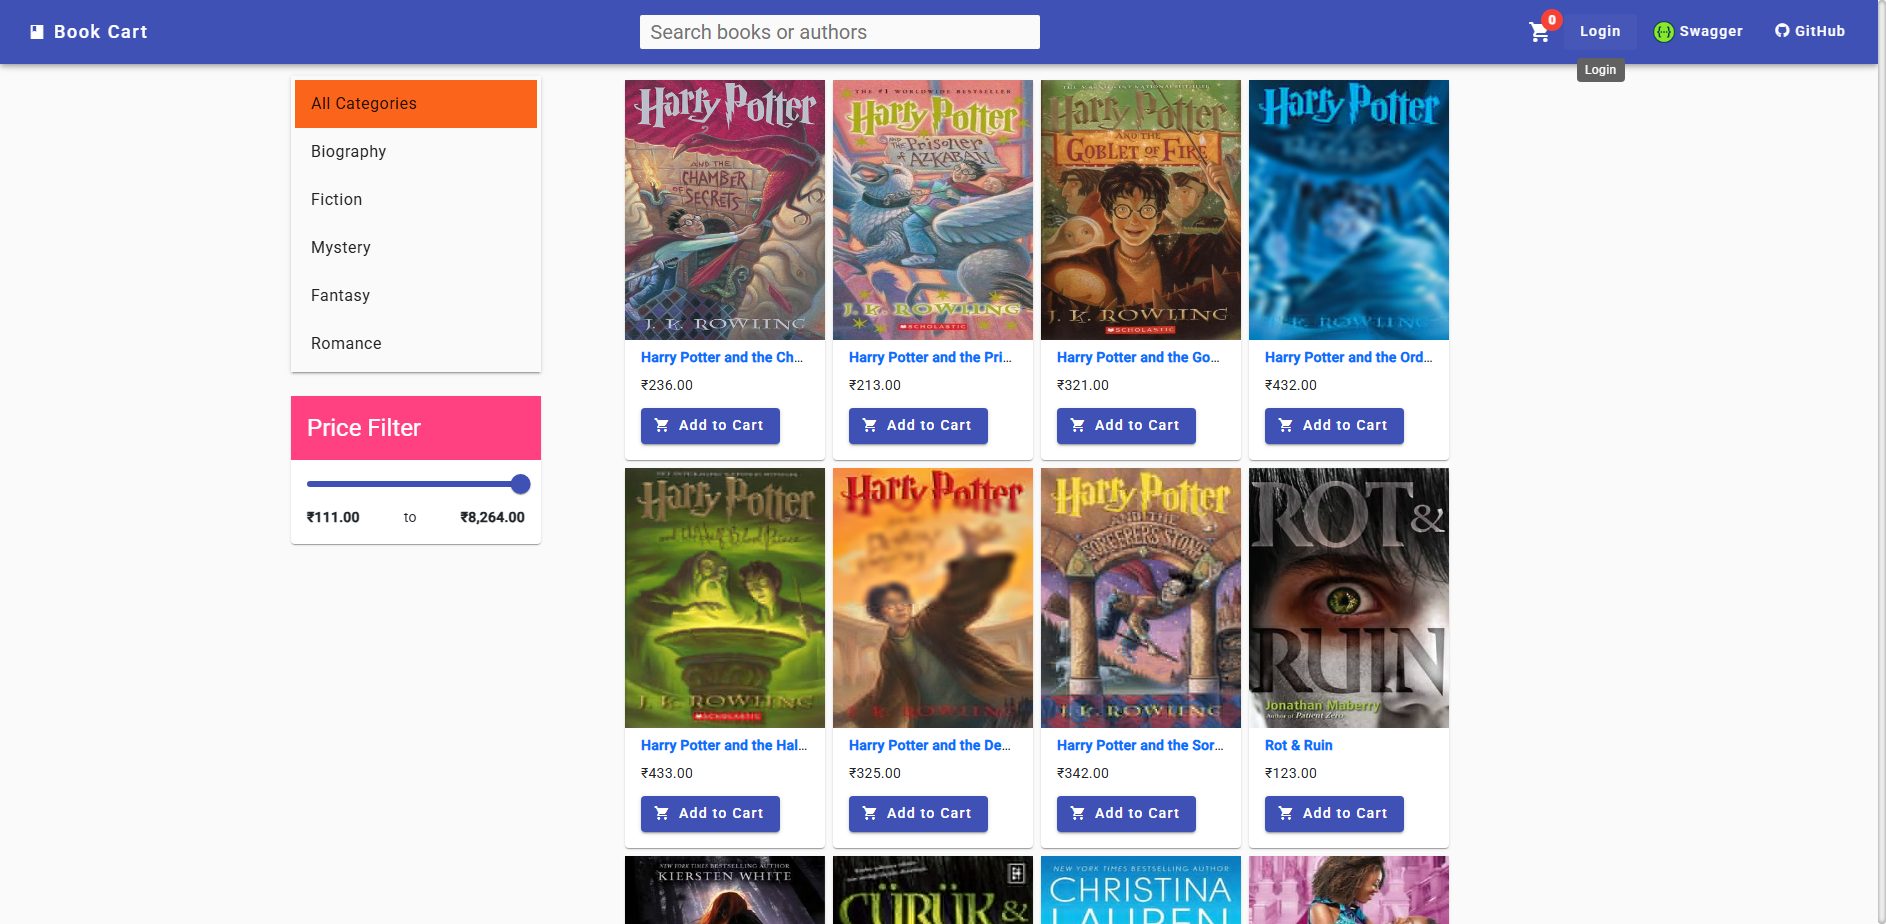 Book Cart
Search books or authors
0
Login
Swagger
GitHub
Login
All Categories
Biography
Fiction
Mystery
Fantasy
Romance
Price Filter
₹111.00 to ₹8,264.00
Harry Potter
AND THE
CHAMBER
OF SECRETS
J. K. ROWLING
Harry Potter and the Ch...
₹236.00
Add to Cart
THE #1 WORLDWIDE BESTSELLER
Harry Potter
AND THE Prisoner
of AZKABAN
J. K. ROWLING
SCHOLASTIC
Harry Potter and the Pri...
₹213.00
Add to Cart
Harry Potter
AND THE
GOBLET OF FIRE
J. K. ROWLING
SCHOLASTIC
Harry Potter and the Go...
₹321.00
Add to Cart
Harry Potter
J. K. ROWLING
Harry Potter and the Ord...
₹432.00
Add to Cart
Harry Potter
and the Half-Blood Prince
J. K. ROWLING
SCHOLASTIC
Harry Potter and the Hal...
₹433.00
Add to Cart
Harry Potter
J. K. ROWLING
Harry Potter and the De...
₹325.00
Add to Cart
Harry Potter
AND THE
SORCERER'S STONE
J. K. ROWLING
Harry Potter and the Sor...
₹342.00
Add to Cart
ROT &
RUIN
Jonathan Maberry
Author of Patient Zero
Rot & Ruin
₹123.00
Add to Cart
NEW YORK TIMES BESTSELLING AUTHOR
KIERSTEN WHITE
ÇÜRÜK &
NEW YORK TIMES BESTSELLING AUTHOR
CHRISTINA
LAUREN